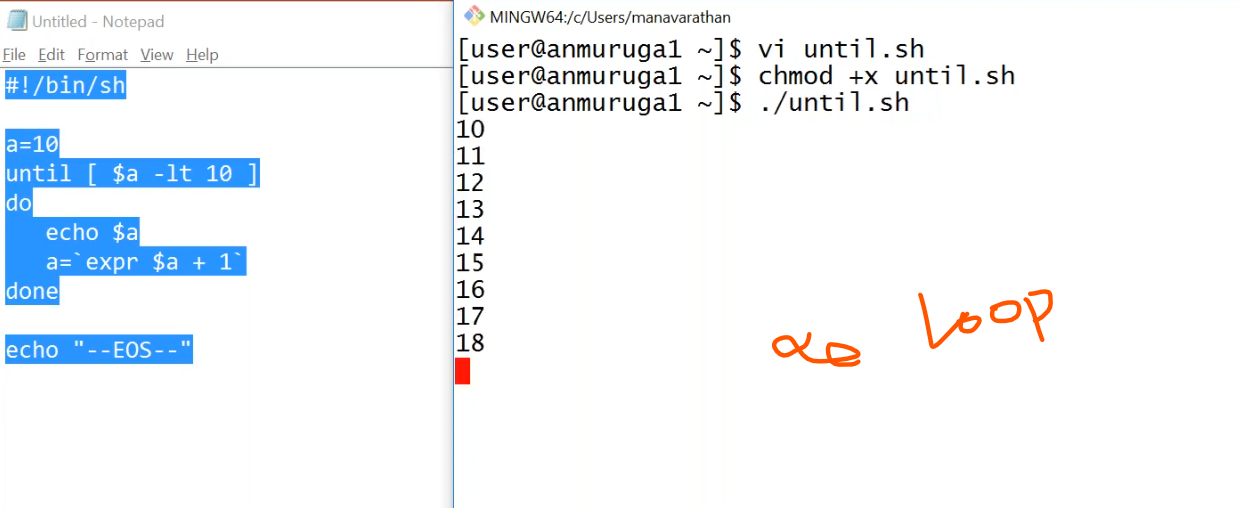 Untitled - Notepad
File Edit Format View Help
#!/bin/sh
a=10
until [ $a -lt 10 ]
do
echo $a
a=`expr $a + 1`
done
echo "--EOS--"
MINGW64:/c/Users/manavarathan
[user@anmuruga1 ~]$ vi until.sh
[user@anmuruga1 ~]$ chmod +x until.sh
[user@anmuruga1 ~]$ ./until.sh
10
11
12
13
14
15
16
17
18
∞ Loop